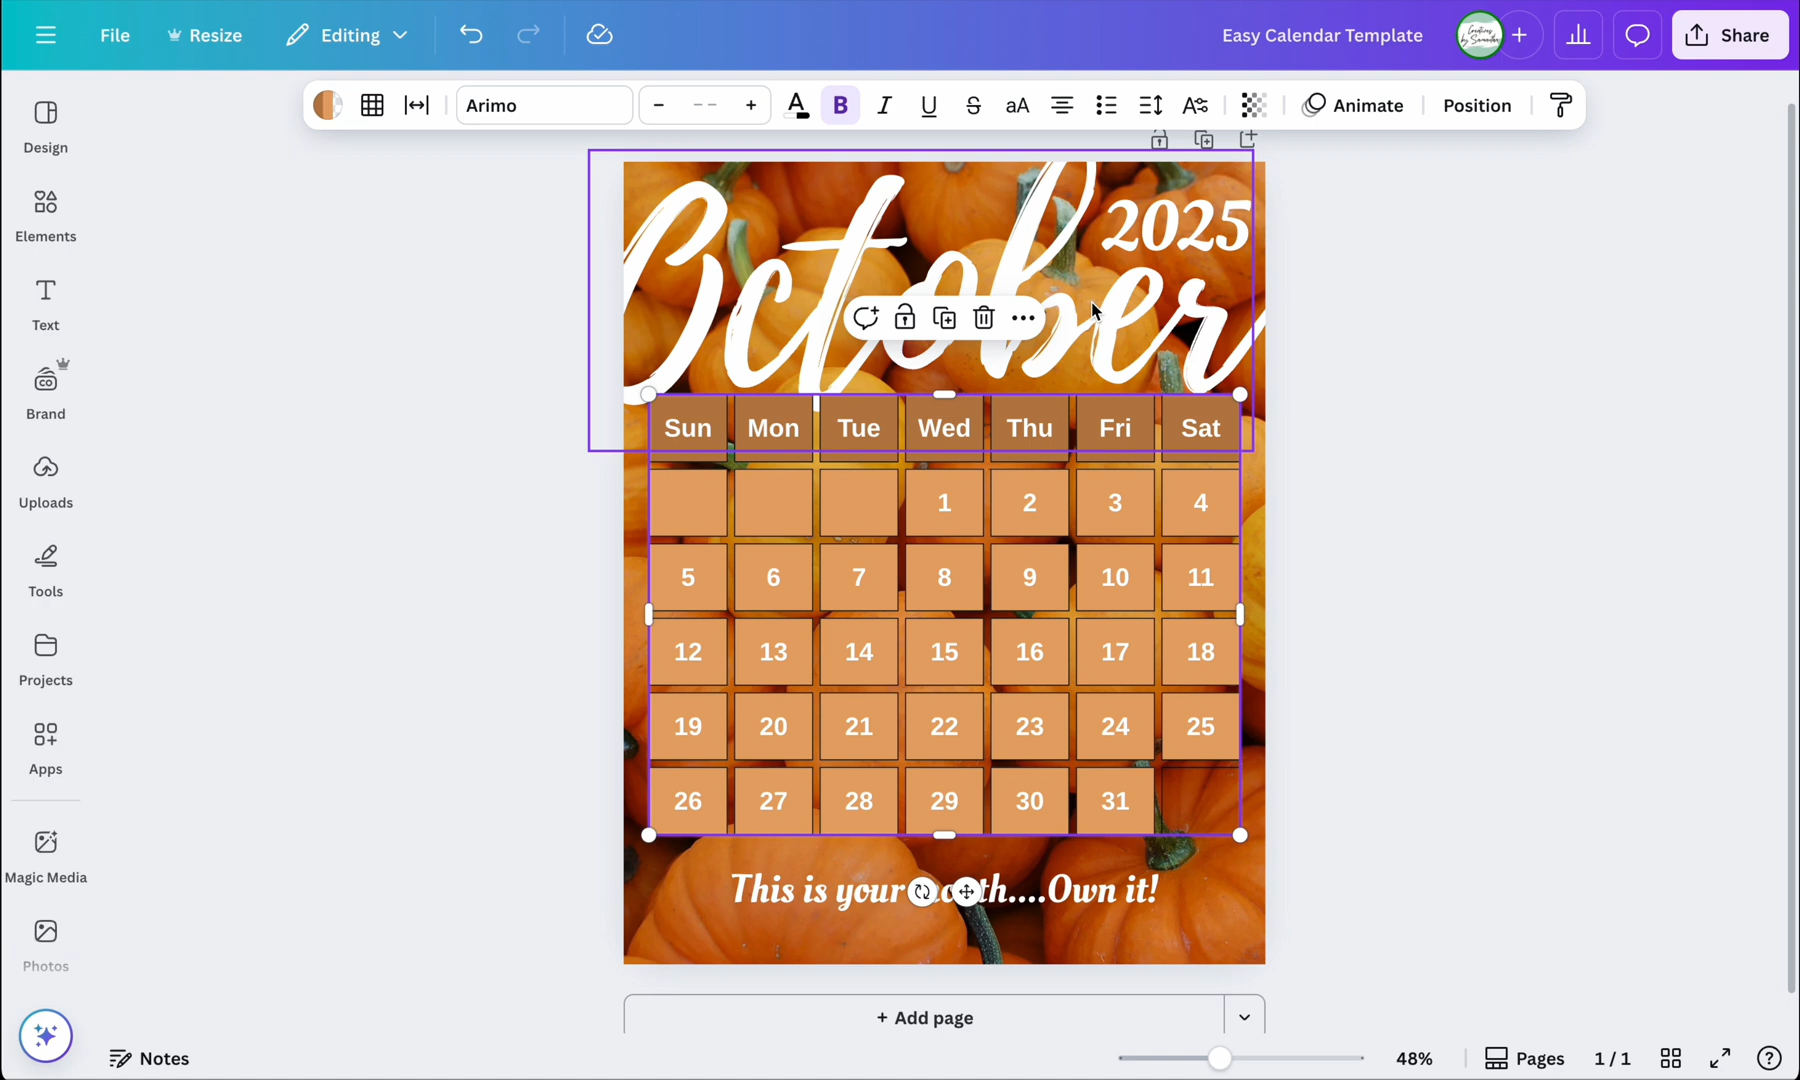 File Resize Editing Easy Calendar Template Share
Arimo – – – + A B I U S aA Animate Position
Design
Elements
Text
Brand
Uploads
Tools
Projects
Apps
Magic Media
Photos
2025
October
Sun Mon Tue Wed Thu Fri Sat
1 2 3 4
5 6 7 8 9 10 11
12 13 14 15 16 17 18
19 20 21 22 23 24 25
26 27 28 29 30 31
This is your month....Own it!
+ Add page
Notes 48% Pages 1 / 1